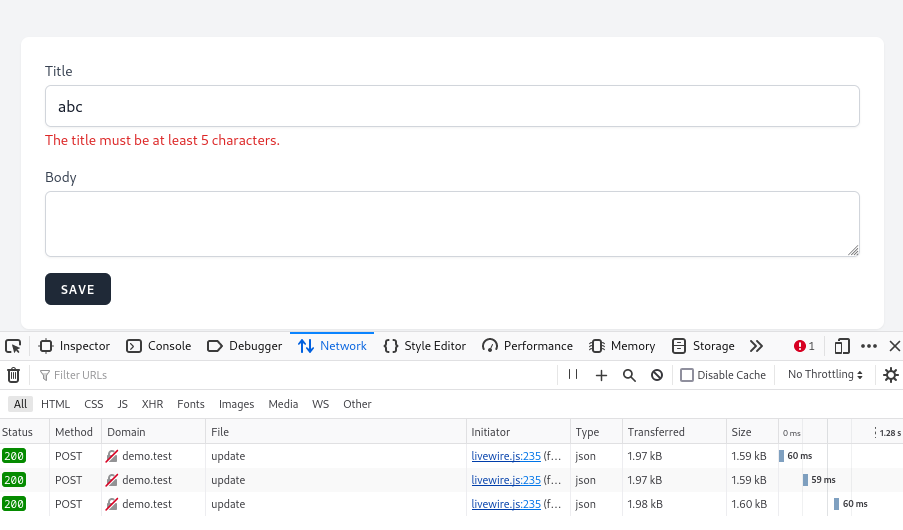 Title
abc
The title must be at least 5 characters.
Body
SAVE
Inspector Console Debugger Network Style Editor Performance Memory Storage 1
Filter URLs Disable Cache No Throttling
All HTML CSS JS XHR Fonts Images Media WS Other
Status Method Domain File Initiator Type Transferred Size 0 ms 1.28 s
200 POST demo.test update livewire.js:235 (f… json 1.97 kB 1.59 kB 60 ms
200 POST demo.test update livewire.js:235 (f… json 1.97 kB 1.59 kB 59 ms
200 POST demo.test update livewire.js:235 (f… json 1.98 kB 1.60 kB 60 ms